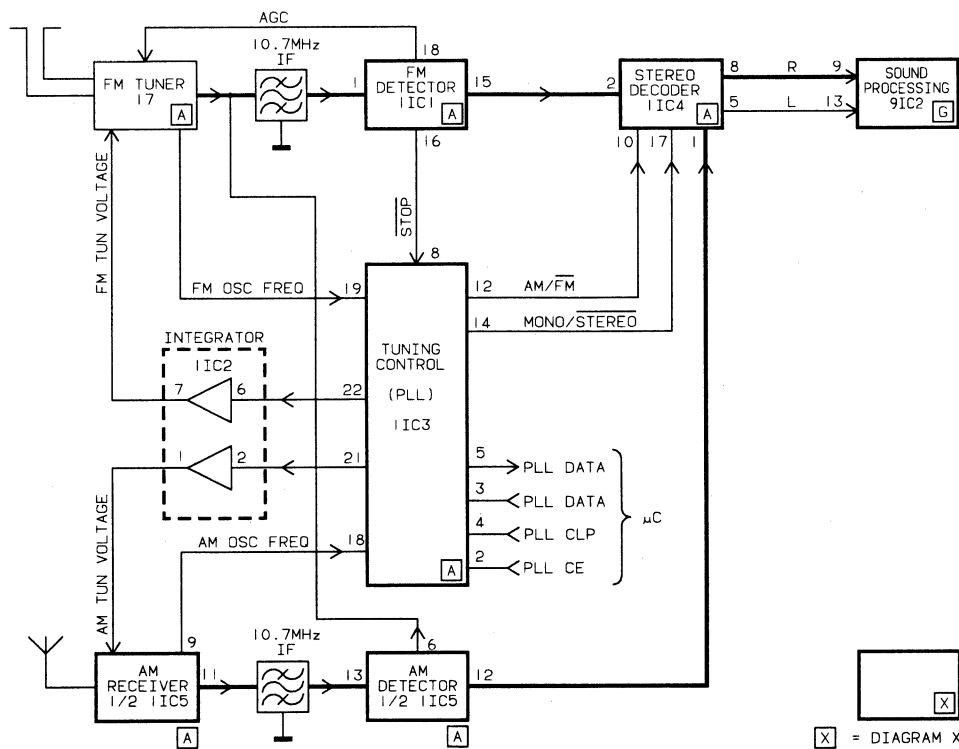 AGC
10.7MHz
IF
FM TUNER
17
A
1
18
FM
DETECTOR
1IC1
A
15
16
2
STEREO
DECODER
1IC4
A
8
R
9
5
L
13
10
17
1
SOUND
PROCESSING
9IC2
G
FM TUN VOLTAGE
STOP
8
FM OSC FREQ
19
12
AM/FM
14
MONO/STEREO
INTEGRATOR
1IC2
7
6
22
1
2
21
TUNING
CONTROL
(PLL)
1IC3
A
5
PLL DATA
3
PLL DATA
4
PLL CLP
2
PLL CE
μC
AM TUN VOLTAGE
AM OSC FREQ
18
9
10.7MHz
IF
6
AM
RECEIVER
1/2 1IC5
11
13
AM
DETECTOR
1/2 1IC5
12
A
A
X
X = DIAGRAM X